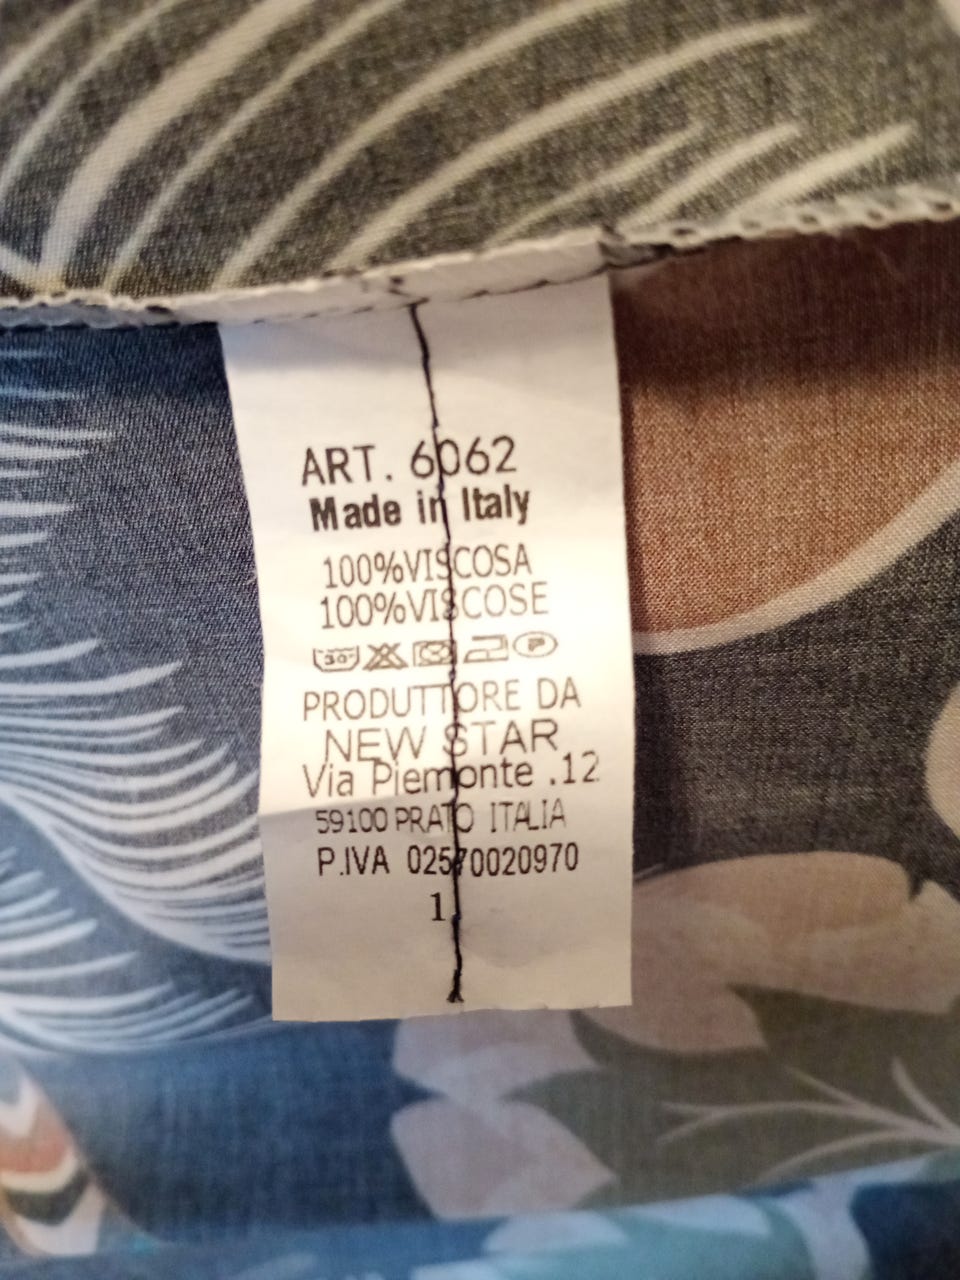 ART. 6062
Made in Italy
100%VISCOSA
100%VISCOSE
30° P
PRODUTTORE DA
NEW STAR
Via Piemonte .12
59100 PRATO ITALIA
P.IVA 02570020970
1